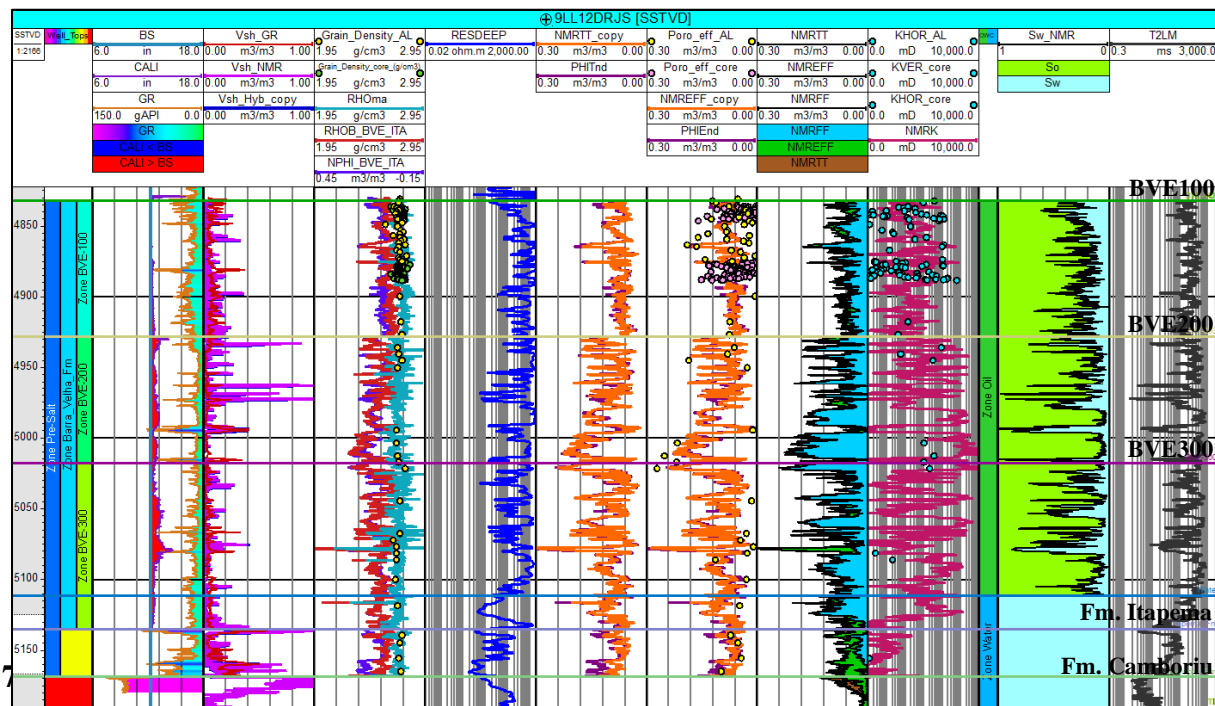 9LL12DRJS [SSTVD]
SSTVD Well_Tops BS Vsh_GR Grain_Density_AL RESDEEP NMRTT_copy Poro_eff_AL NMRTT KHOR_AL OWC Sw_NMR T2LM
1:2166 6.0 in 18.0 0.00 m3/m3 1.00 1.95 g/cm3 2.95 0.02 ohm.m 2,000.00 0.30 m3/m3 0.00 0.30 m3/m3 0.00 0.30 m3/m3 0.00 0.0 mD 10,000.0 1 0 0.3 ms 3,000.0
CALI Vsh_NMR Grain_Density_core_(g/cm3) PHITnd Poro_eff_core NMREFF KVER_core So
6.0 in 18.0 0.00 m3/m3 1.00 1.95 g/cm3 2.95 0.30 m3/m3 0.00 0.30 m3/m3 0.00 0.30 m3/m3 0.00 0.0 mD 10,000.0 Sw
GR Vsh_Hyb_copy RHOma NMREFF_copy NMRFF KHOR_core
150.0 gAPI 0.0 0.00 m3/m3 1.00 1.95 g/cm3 2.95 0.30 m3/m3 0.00 0.30 m3/m3 0.00 0.0 mD 10,000.0
GR RHOB_BVE_ITA PHIEnd NMRFF NMRK
CALI < BS 1.95 g/cm3 2.95 0.30 m3/m3 0.00 NMREFF 0.0 mD 10,000.0
CALI > BS NPHI_BVE_ITA NMRTT
0.45 m3/m3 -0.15
BVE100
4850
Zone BVE-100
4900
BVE200
4950
Zone Pre-Salt
Zone Barra_Velha_Fm
Zone BVE-200
Zone Oil
5000
BVE300
5050
Zone BVE-300
5100
Fm. Itapema
Zone Water
5150
Fm. Camboriu
7